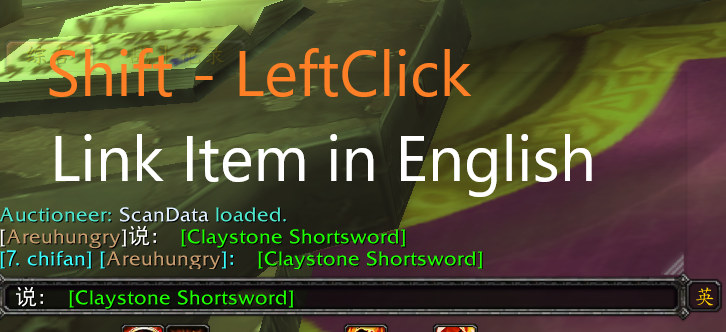 Shift - LeftClick
Link Item in English
Auctioneer: ScanData loaded.
[Areuhungry]说： [Claystone Shortsword]
[7. chifan] [Areuhungry]： [Claystone Shortsword]
说： [Claystone Shortsword]
英